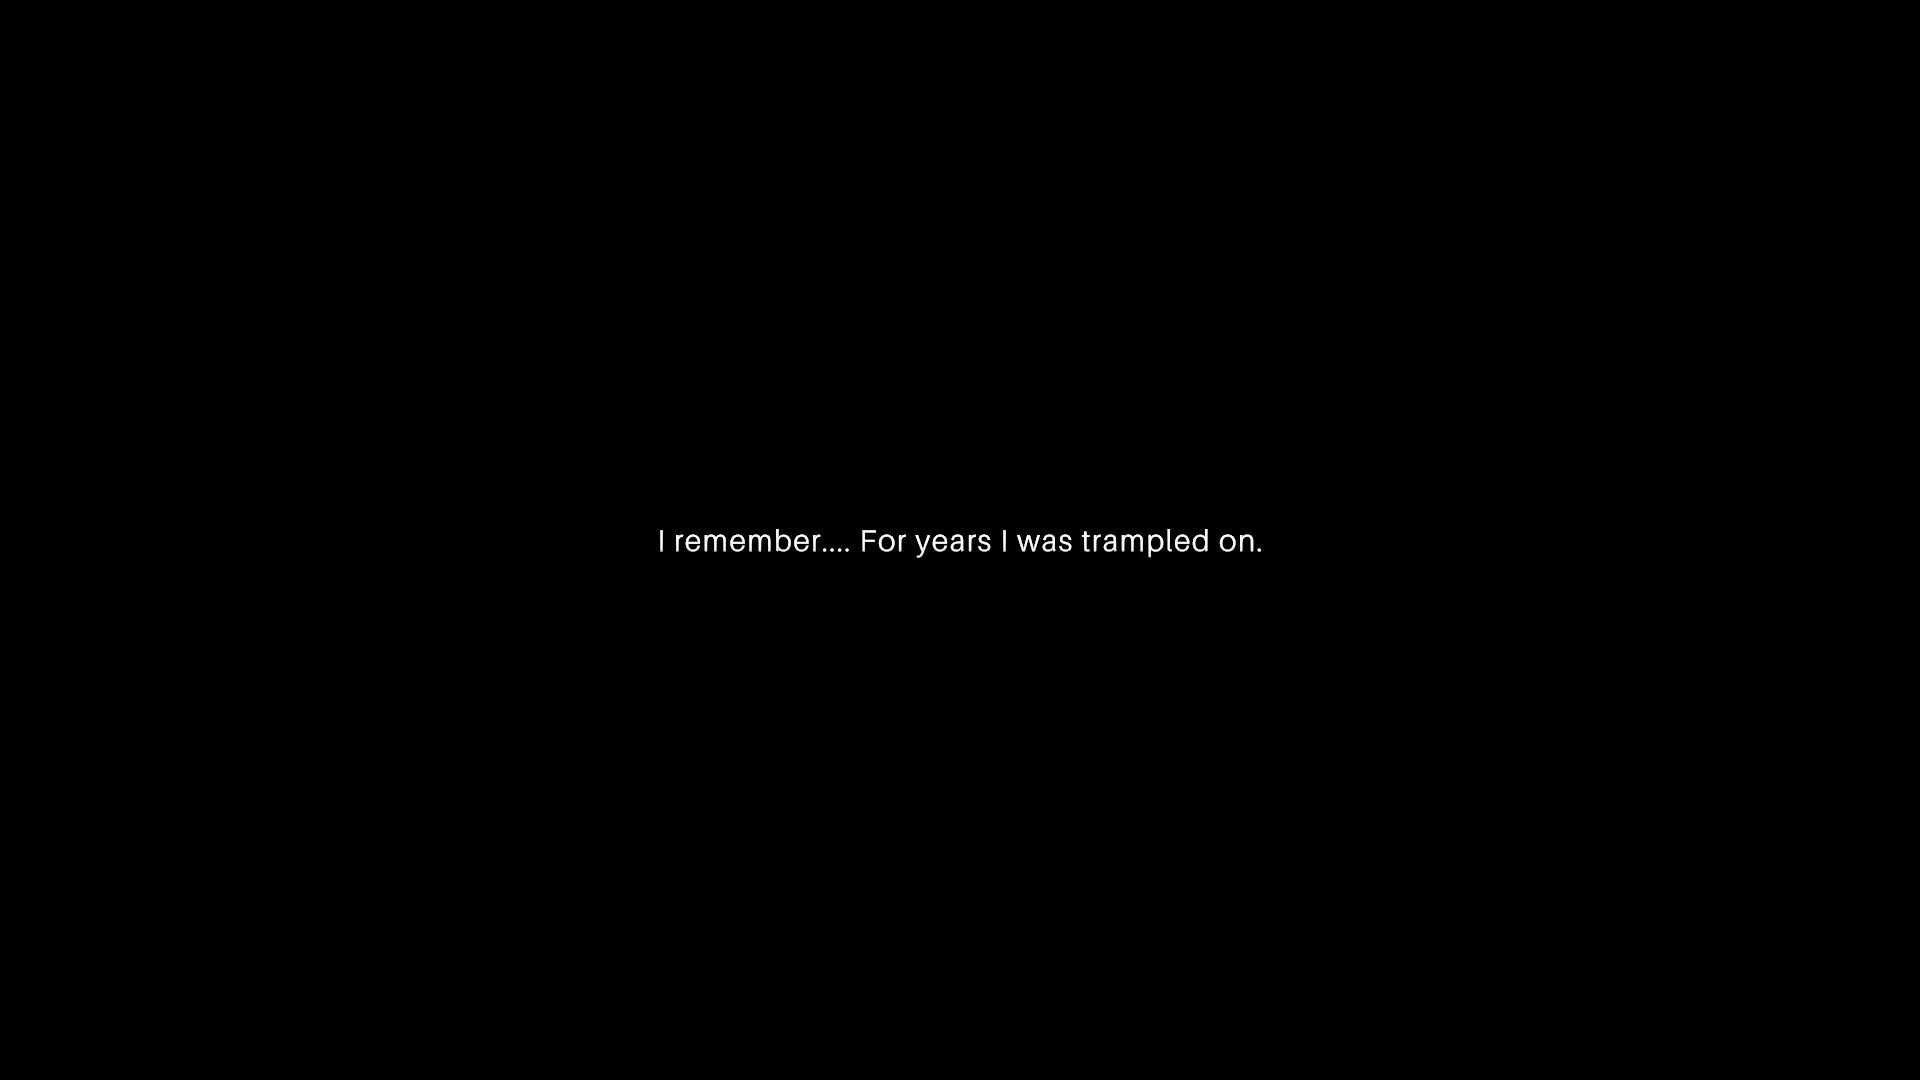 I remember.... For years I was trampled on.